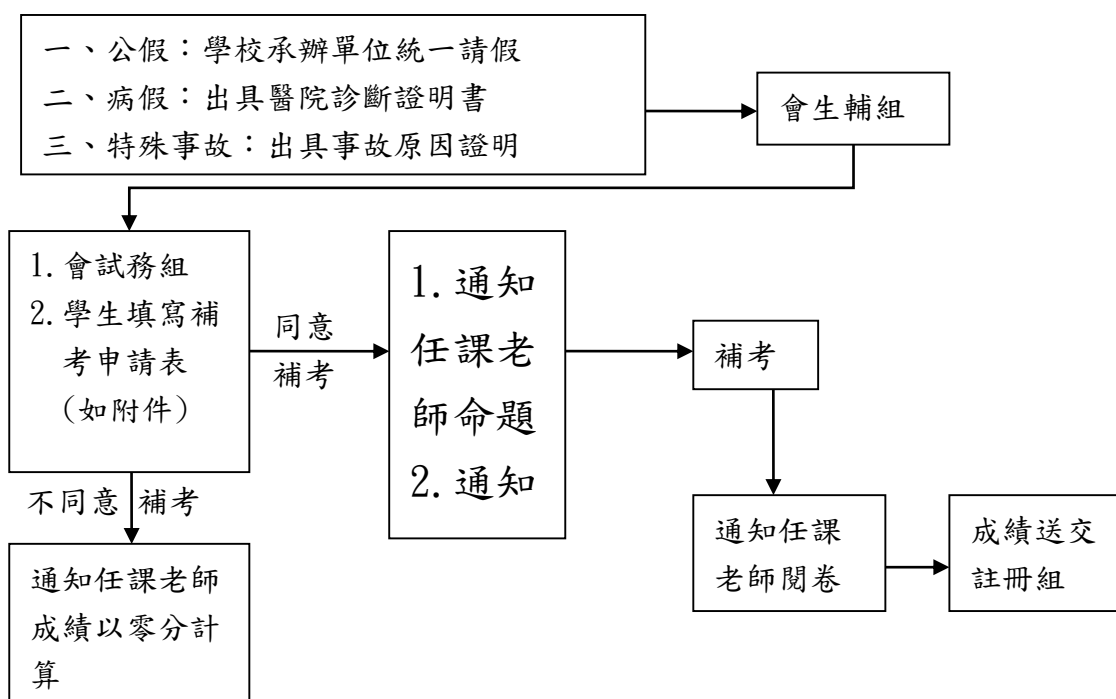 一、公假：學校承辦單位統一請假
二、病假：出具醫院診斷證明書
三、特殊事故：出具事故原因證明
會生輔組
1.會試務組
2.學生填寫補
考申請表
(如附件)
同意
補考
1.通知
任課老
師命題
2.通知
補考
不同意 補考
通知任課老師
成績以零分計
算
通知任課
老師閱卷
成績送交
註冊組